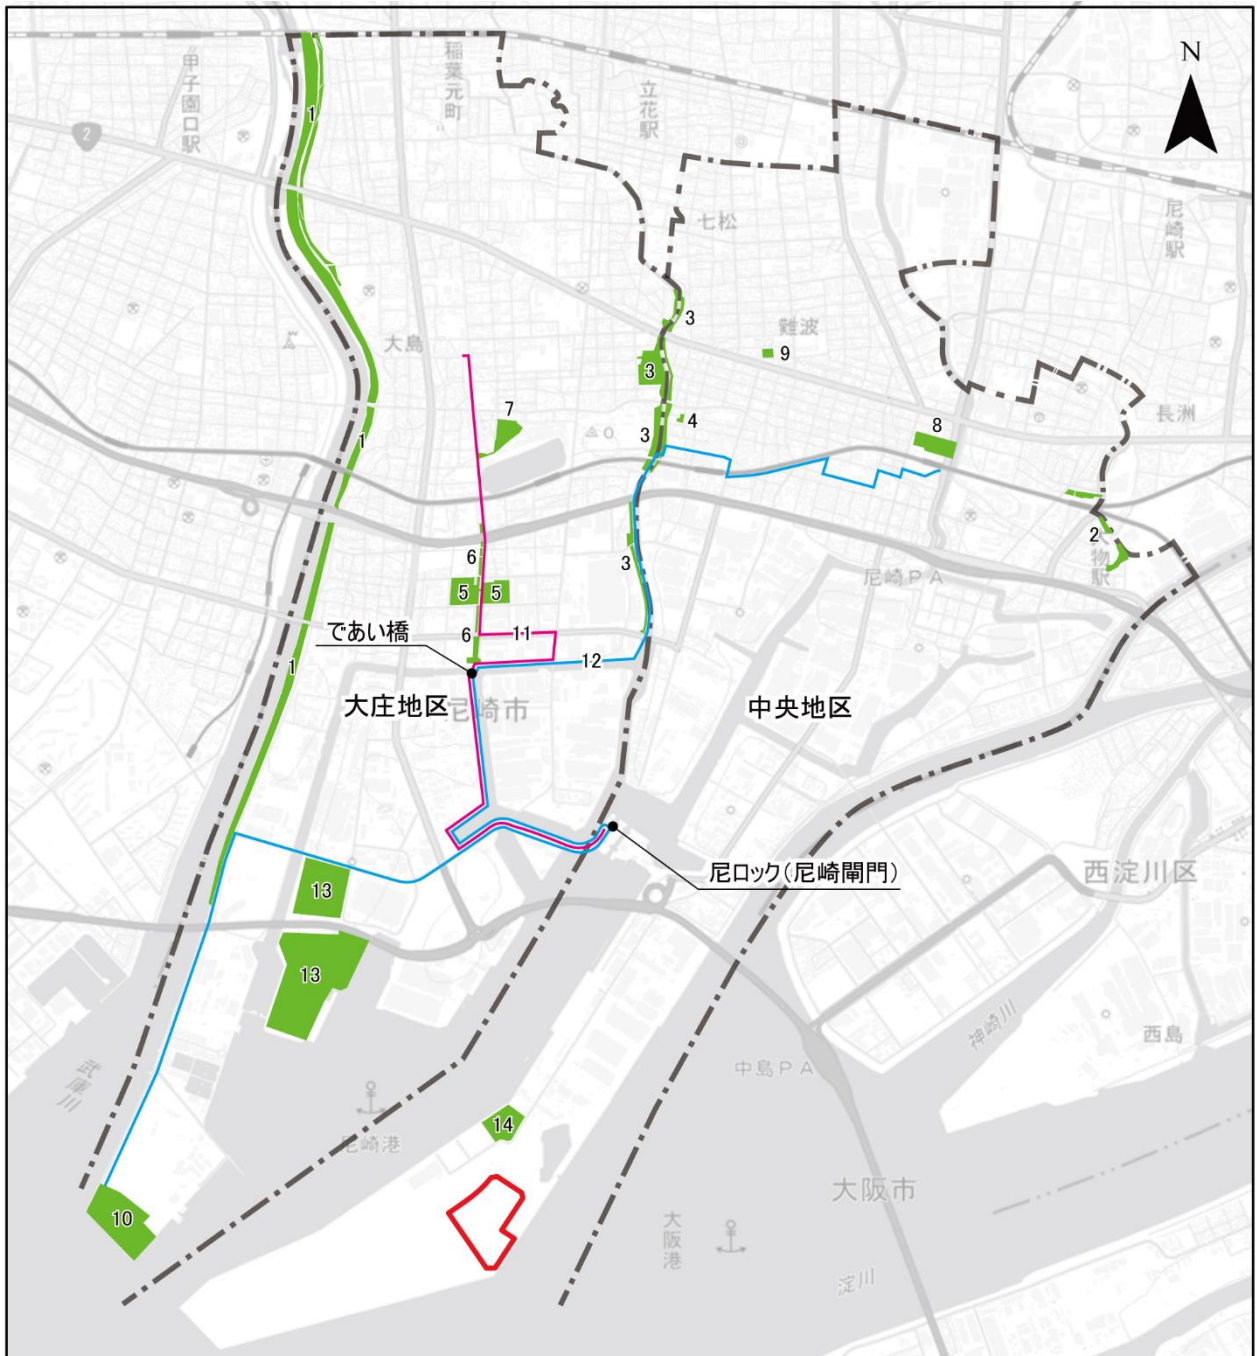 N
甲子園口駅
稲葉元町
立花駅
1
2
七松
尼崎駅
3
難波
大島
9
3
7
4
長洲
8
3
1
6
2
大物駅
3
尼崎PA
5
5
6
11
であい橋
12
1
大庄地区
尼崎市
中央地区
尼ロック(尼崎閘門)
西淀川区
13
13
神崎川
西島
中島PA
武庫川
14
尼崎港
大阪市
10
大阪港
淀川